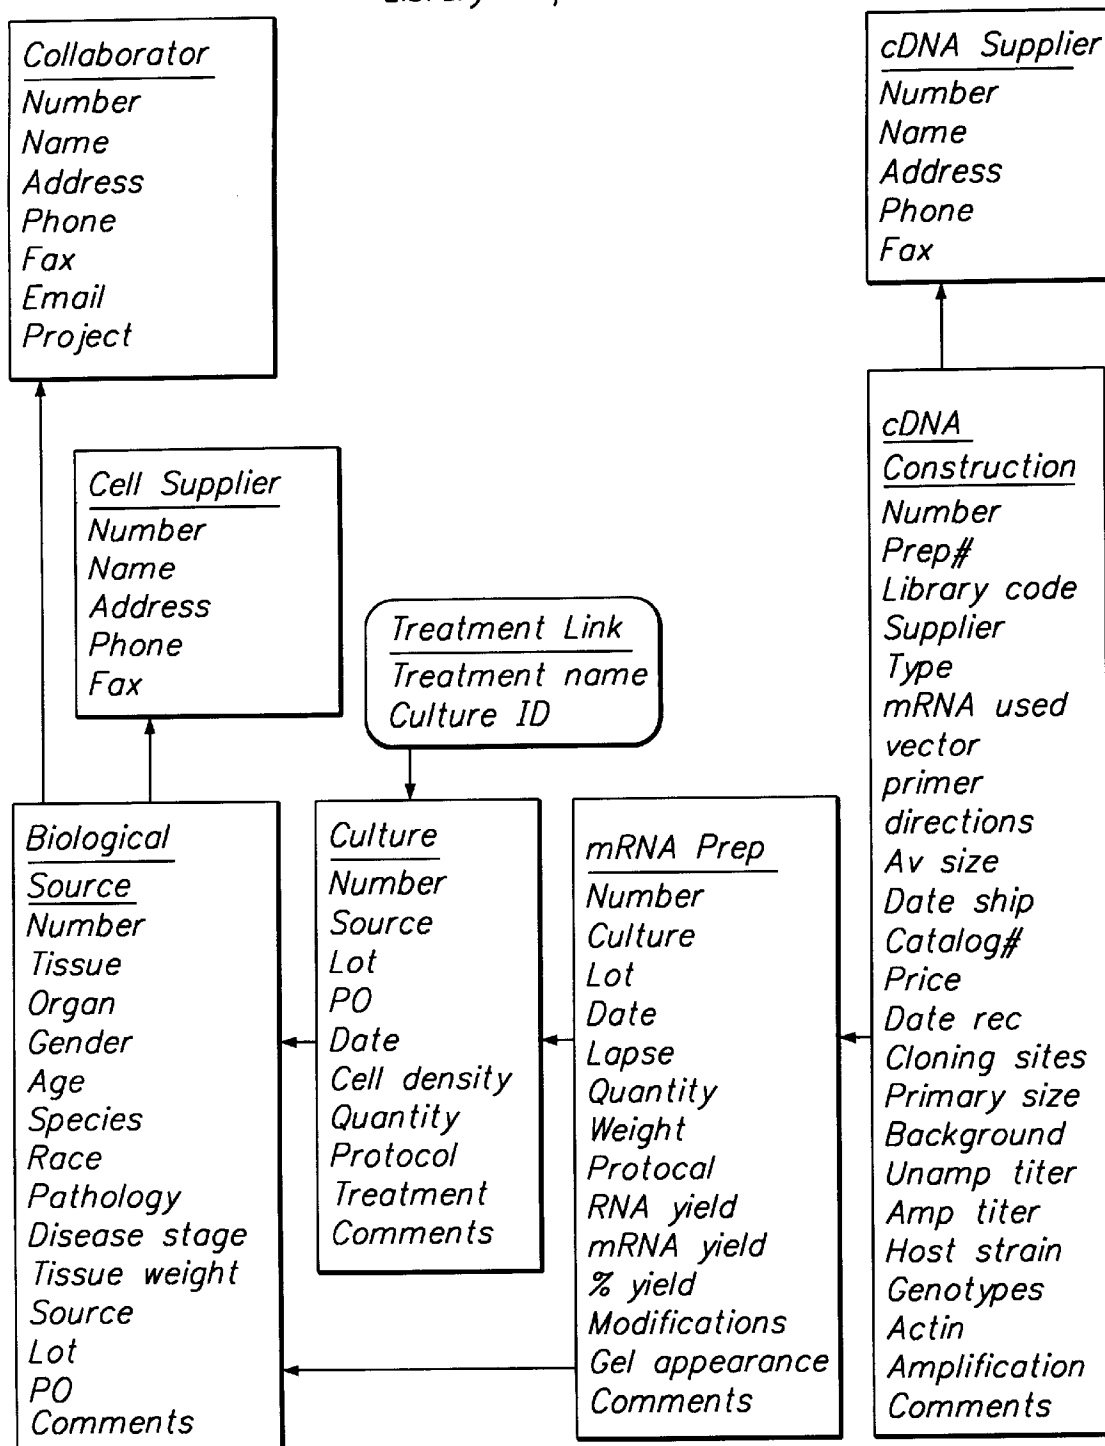 Library
Collaborator
Number
Name
Address
Phone
Fax
Email
Project
cDNA Supplier
Number
Name
Address
Phone
Fax
Cell Supplier
Number
Name
Address
Phone
Fax
Treatment Link
Treatment name
Culture ID
cDNA
Construction
Number
Prep#
Library code
Supplier
Type
mRNA used
vector
primer
directions
Av size
Date ship
Catalog#
Price
Date rec
Cloning sites
Primary size
Background
Unamp titer
Amp titer
Host strain
Genotypes
Actin
Amplification
Comments
Biological
Source
Number
Tissue
Organ
Gender
Age
Species
Race
Pathology
Disease stage
Tissue weight
Source
Lot
PO
Comments
Culture
Number
Source
Lot
PO
Date
Cell density
Quantity
Protocol
Treatment
Comments
mRNA Prep
Number
Culture
Lot
Date
Lapse
Quantity
Weight
Protocal
RNA yield
mRNA yield
% yield
Modifications
Gel appearance
Comments